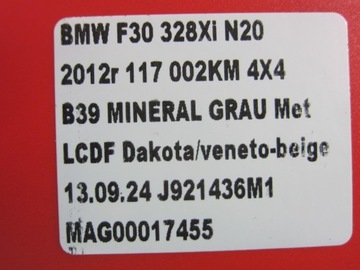 BMW F30 328Xi N20
2012r 117 002KM 4X4
B39 MINERAL GRAU Met
LCDF Dakota/veneto-beige
13.09.24 J921436M1
MAG00017455